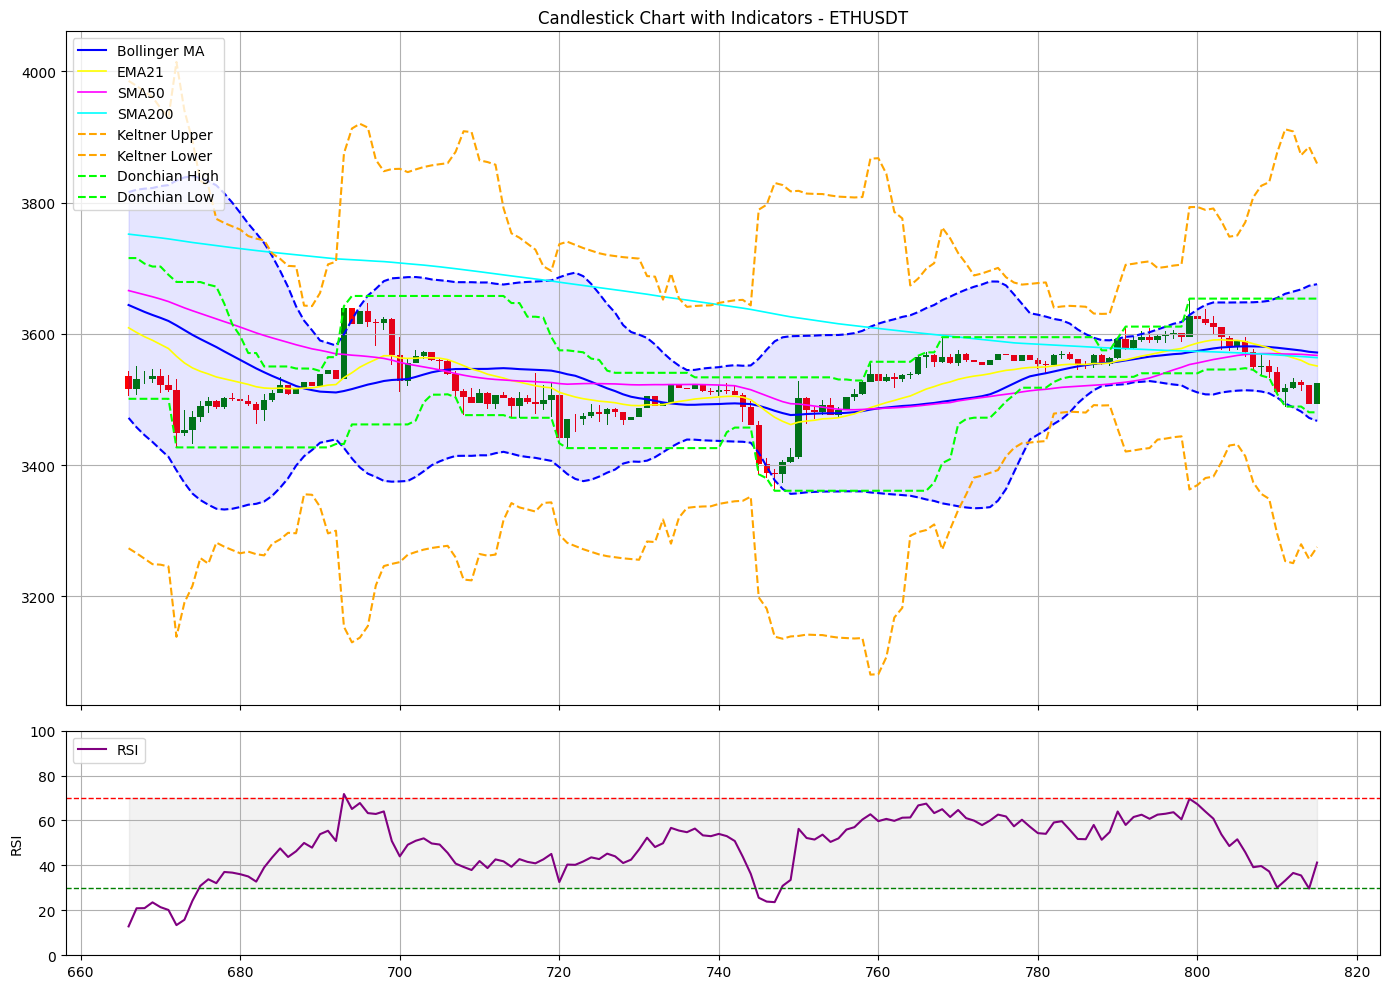 Candlestick Chart with Indicators - ETHUSDT
Bollinger MA
EMA21
SMA50
SMA200
Keltner Upper
Keltner Lower
Donchian High
Donchian Low
4000
3800
3600
3400
3200
RSI
100
80
60
40
20
0
RSI
660
680
700
720
740
760
780
800
820